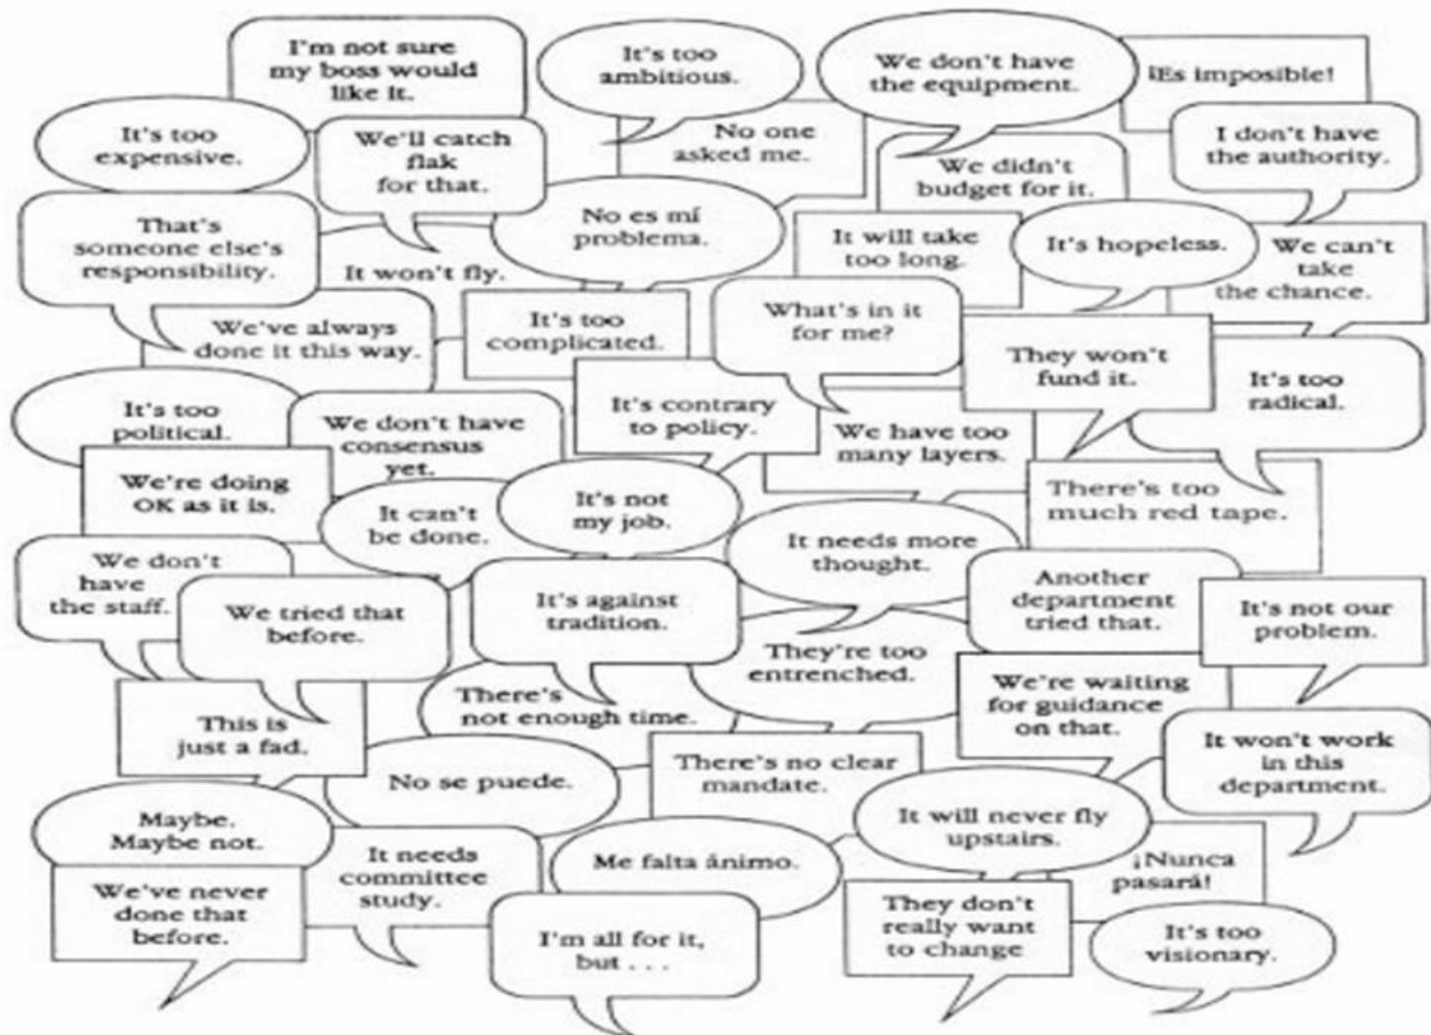 I'm not sure
my boss would
like it.
It's too
ambitious.
We don't have
the equipment.
¡Es imposible!
It's too
expensive.
We'll catch
flak
for that.
No one
asked me.
We didn't
budget for it.
I don't have
the authority.
That's
someone else's
responsibility.
It won't fly.
No es mí
problema.
It will take
too long.
It's hopeless.
We can't
take
the chance.
We've always
done it this way.
It's too
complicated.
What's in it
for me?
They won't
fund it.
It's too
radical.
It's too
political.
We don't have
consensus
yet.
It's contrary
to policy.
We have too
many layers.
We're doing
OK as it is.
It can't
be done.
It's not
my job.
It needs more
thought.
There's too
much red tape.
We don't
have
the staff.
We tried that
before.
It's against
tradition.
Another
department
tried that.
It's not our
problem.
They're too
entrenched.
This is
just a fad.
There's
not enough time.
We're waiting
for guidance
on that.
It won't work
in this
department.
No se puede.
There's no clear
mandate.
Maybe.
Maybe not.
It needs
committee
study.
Me falta ánimo.
It will never fly
upstairs.
¡Nunca
pasará!
We've never
done that
before.
I'm all for it,
but . . .
They don't
really want
to change
It's too
visionary.